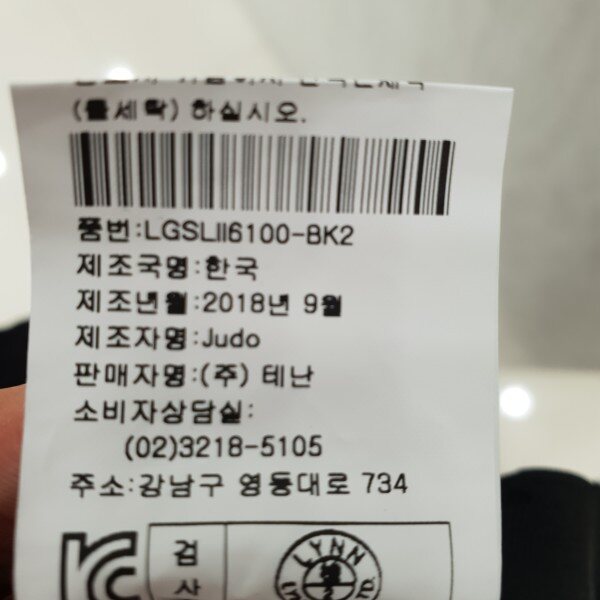 (물세탁) 하십시오.
품번:LGSLII6100-BK2
제조국명:한국
제조년월:2018년 9월
제조자명:Judo
판매자명:(주) 테난
소비자상담실:
(02)3218-5105
주소:강남구 영동대로 734
검
사
LYNN